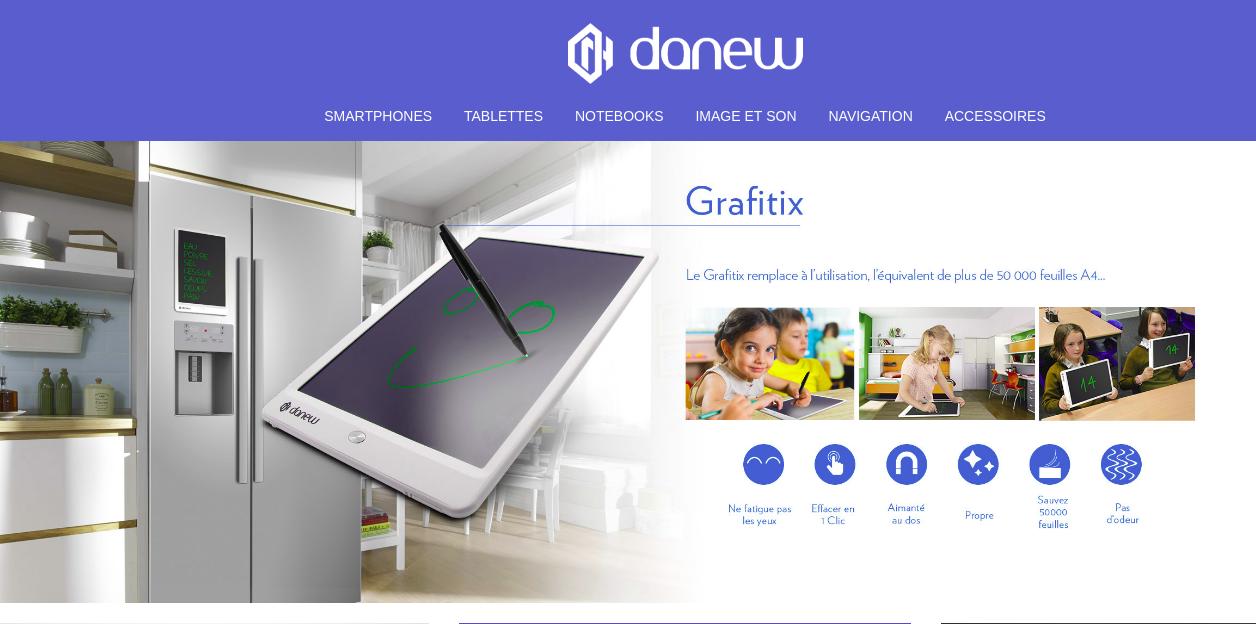 danew
SMARTPHONES TABLETTES NOTEBOOKS IMAGE ET SON NAVIGATION ACCESSOIRES
Grafitix
Le Grafitix remplace à l'utilisation, l'équivalent de plus de 50 000 feuilles A4...
EAU
POIVRE
SEL
LESSIVE
SAVON
OEUFS
PAIN
danew
14
14
Ne fatigue pas
les yeux
Effacer en
1 Clic
Aimanté
au dos
Propre
Sauvez
50000
feuilles
Pas
d'odeur